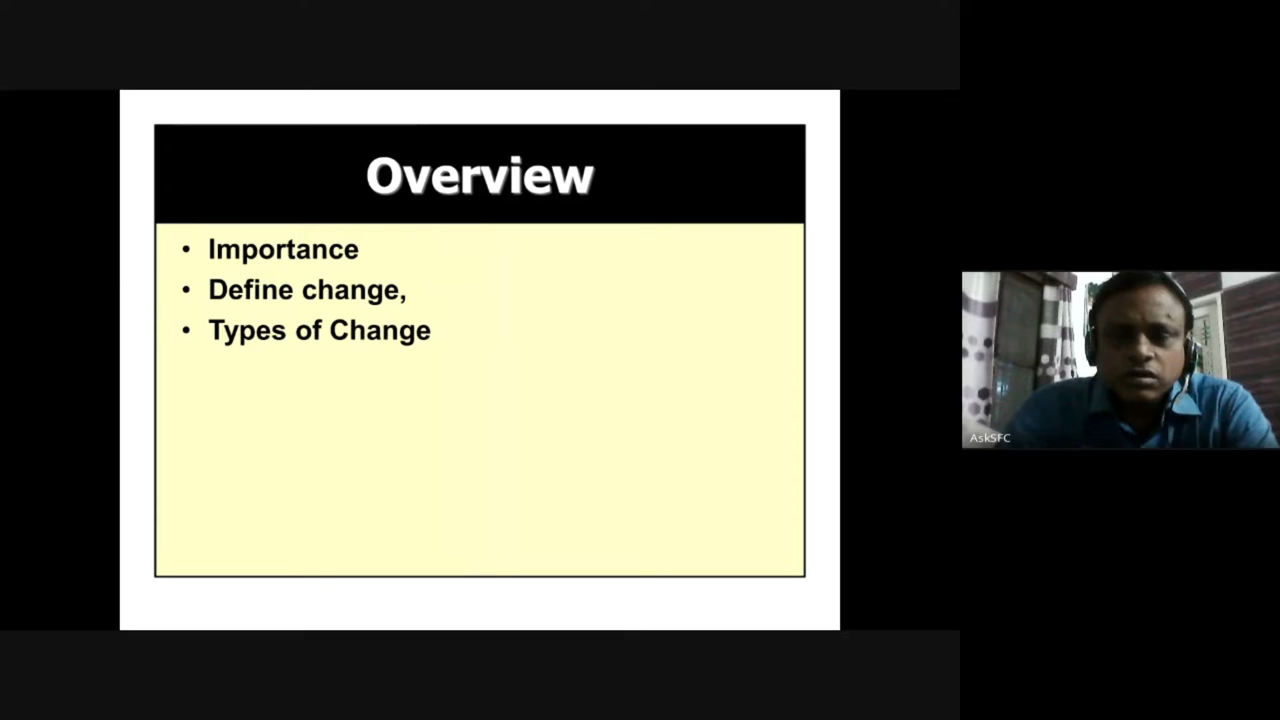 Overview
• Importance
• Define change,
• Types of Change
AskSFC